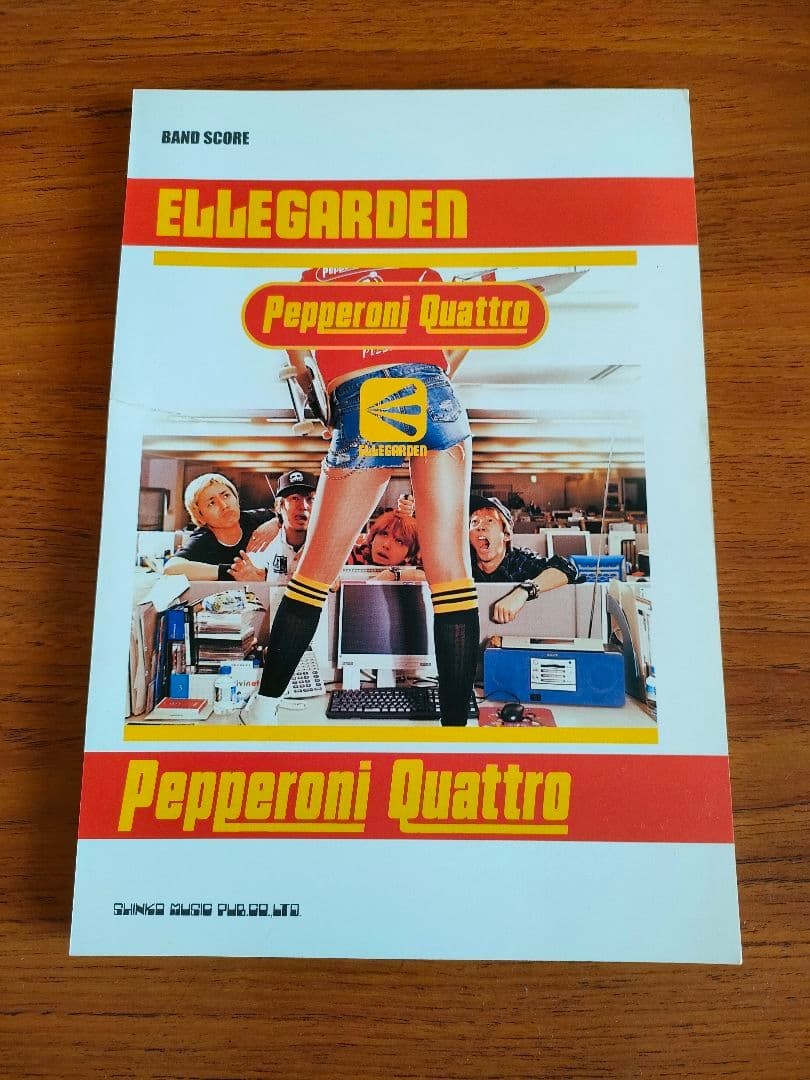 BAND SCORE
ELLEGARDEN
Pepperoni Quattro
ELLEGARDEN
Pepperoni Quattro
SHINKO MUSIC PUB.CO.,LTD.